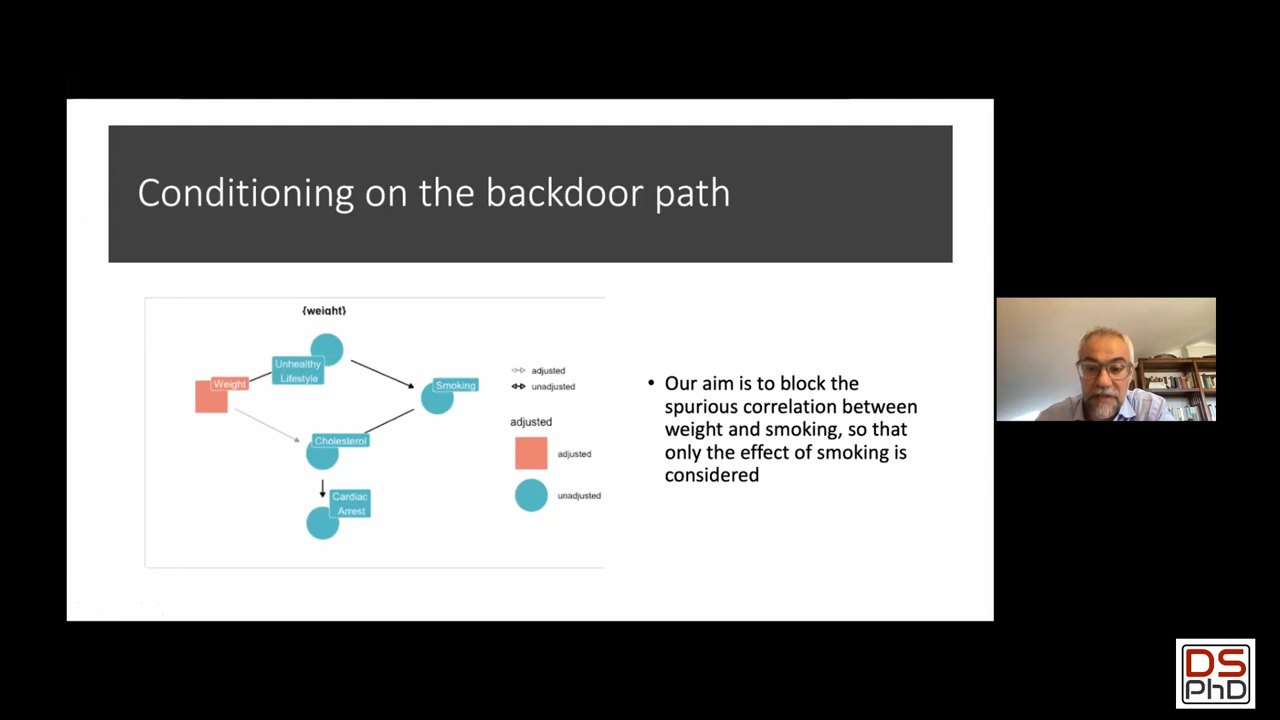 Conditioning on the backdoor path
{weight}
Unhealthy
Lifestyle
Weight
Smoking
Cholesterol
Cardiac
Arrest
adjusted
unadjusted
adjusted
adjusted
unadjusted
• Our aim is to block the
spurious correlation between
weight and smoking, so that
only the effect of smoking is
considered
DS
PhD